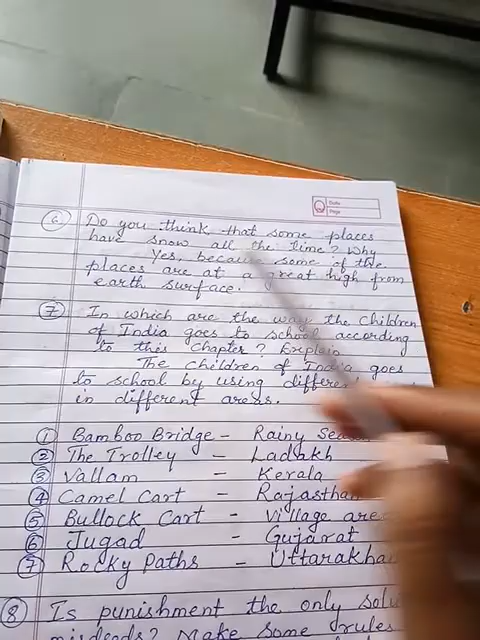 Date
Page
6 Do you think that some places
have snow all the time? Why
Yes, because some of the
places are at a great high from
earth surface.
7 In which are the way the children
of India goes to school according
to this Chapter? Explain
The children of India goes
to school by using different
in different areas.
1 Bamboo Bridge - Rainy
2 The Trolley - Ladakh
3 Vallam - Kerala
4 Camel Cart - Rajasthan
5 Bullock Cart - Village
6 Jugad - Gujarat
7 Rocky Paths -
8 Is punishment the only
misdeeds? Make some rules